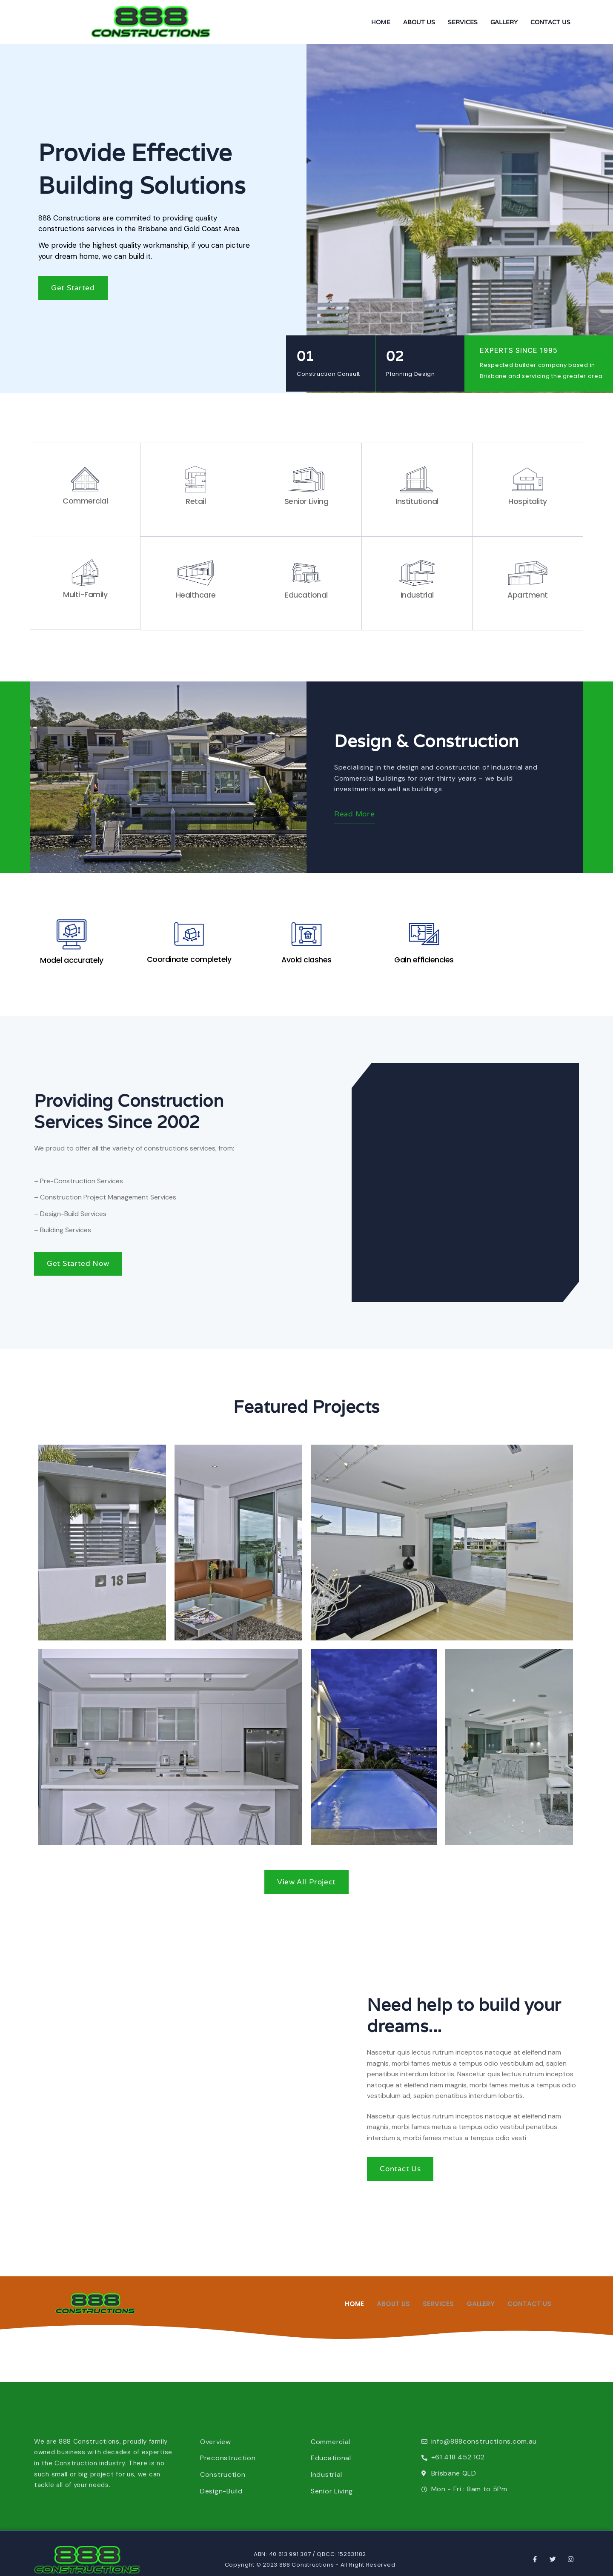 888
CONSTRUCTIONS
HOME ABOUT US SERVICES GALLERY CONTACT US
Provide Effective
Building Solutions
888 Constructions are commited to providing quality
constructions services in the Brisbane and Gold Coast Area.
We provide the highest quality workmanship, if you can picture
your dream home, we can build it.
Get Started
01
Construction Consult
02
Planning Design
EXPERTS SINCE 1995
Respected builder company based in
Brisbane and servicing the greater area.
Commercial
Retail
Senior Living
Institutional
Hospitality
Multi-Family
Healthcare
Educational
Industrial
Apartment
Design & Construction
Specialising in the design and construction of Industrial and
Commercial buildings for over thirty years – we build
investments as well as buildings
Read More
Model accurately
Coordinate completely
Avoid clashes
Gain efficiencies
Providing Construction
Services Since 2002
We proud to offer all the variety of constructions services, from:
– Pre-Construction Services
– Construction Project Management Services
– Design-Build Services
– Building Services
Get Started Now
Featured Projects
18
View All Project
Need help to build your
dreams...
Nascetur quis lectus rutrum inceptos natoque at eleifend nam
magnis, morbi fames metus a tempus odio vestibulum ad, sapien
penatibus interdum lobortis. Nascetur quis lectus rutrum inceptos
natoque at eleifend nam magnis, morbi fames metus a tempus odio
vestibulum ad, sapien penatibus interdum lobortis.
Nascetur quis lectus rutrum inceptos natoque at eleifend nam
magnis, morbi fames metus a tempus odio vestibul penatibus
interdum s, morbi fames metus a tempus odio vesti.
Contact Us
888
CONSTRUCTIONS
HOME ABOUT US SERVICES GALLERY CONTACT US
We are 888 Constructions, proudly family
owned business with decades of expertise
in the Construction industry. There is no
such small or big project for us, we can
tackle all of your needs.
Overview
Preconstruction
Construction
Design-Build
Commercial
Educational
Industrial
Senior Living
info@888constructions.com.au
+61 418 452 102
Brisbane QLD
Mon - Fri : 8am to 5Pm
888
CONSTRUCTIONS
ABN: 40 613 991 307 / QBCC: 152631182
Copyright © 2023 888 Constructions - All Right Reserved